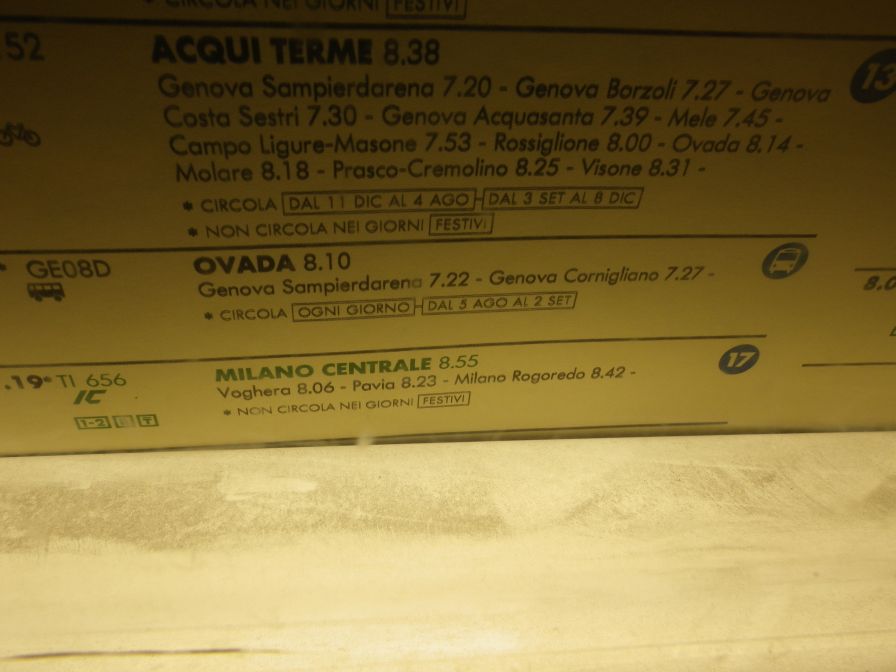 CIRCOLA NEI GIORNI FESTIVI
52 ACQUI TERME 8.38 13
Genova Sampierdarena 7.20 - Genova Borzoli 7.27 - Genova
Costa Sestri 7.30 - Genova Acquasanta 7.39 - Mele 7.45 -
Campo Ligure-Masone 7.53 - Rossiglione 8.00 - Ovada 8.14 -
Molare 8.18 - Prasco-Cremolino 8.25 - Visone 8.31 -
* CIRCOLA DAL 11 DIC AL 4 AGO - DAL 3 SET AL 8 DIC
* NON CIRCOLA NEI GIORNI FESTIVI
* GE08D OVADA 8.10
Genova Sampierdarena 7.22 - Genova Cornigliano 7.27 -
8.0
* CIRCOLA OGNI GIORNO - DAL 5 AGO AL 2 SET
.19* TI 656 MILANO CENTRALE 8.55 17
IC Voghera 8.06 - Pavia 8.23 - Milano Rogoredo 8.42 -
1-2 * NON CIRCOLA NEI GIORNI FESTIVI